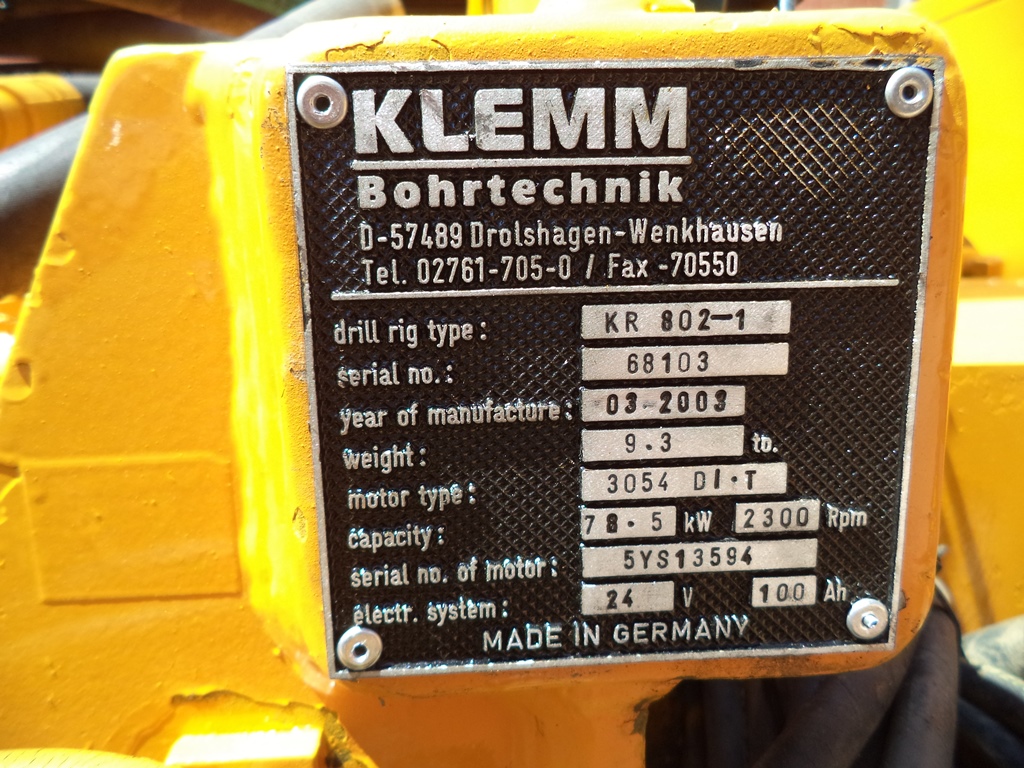 KLEMM
Bohrtechnik
D-57489 Drolshagen-Wenkhausen
Tel. 02761-705-0 / Fax -70550
drill rig type: KR 802-1
serial no.: 68103
year of manufacture: 03.2003
weight: 9.3 to.
motor type: 3054 DI·T
capacity: 78·5 kW 2300 Rpm
serial no. of motor: 5YS13594
electr. system: 24 V 100 Ah
MADE IN GERMANY